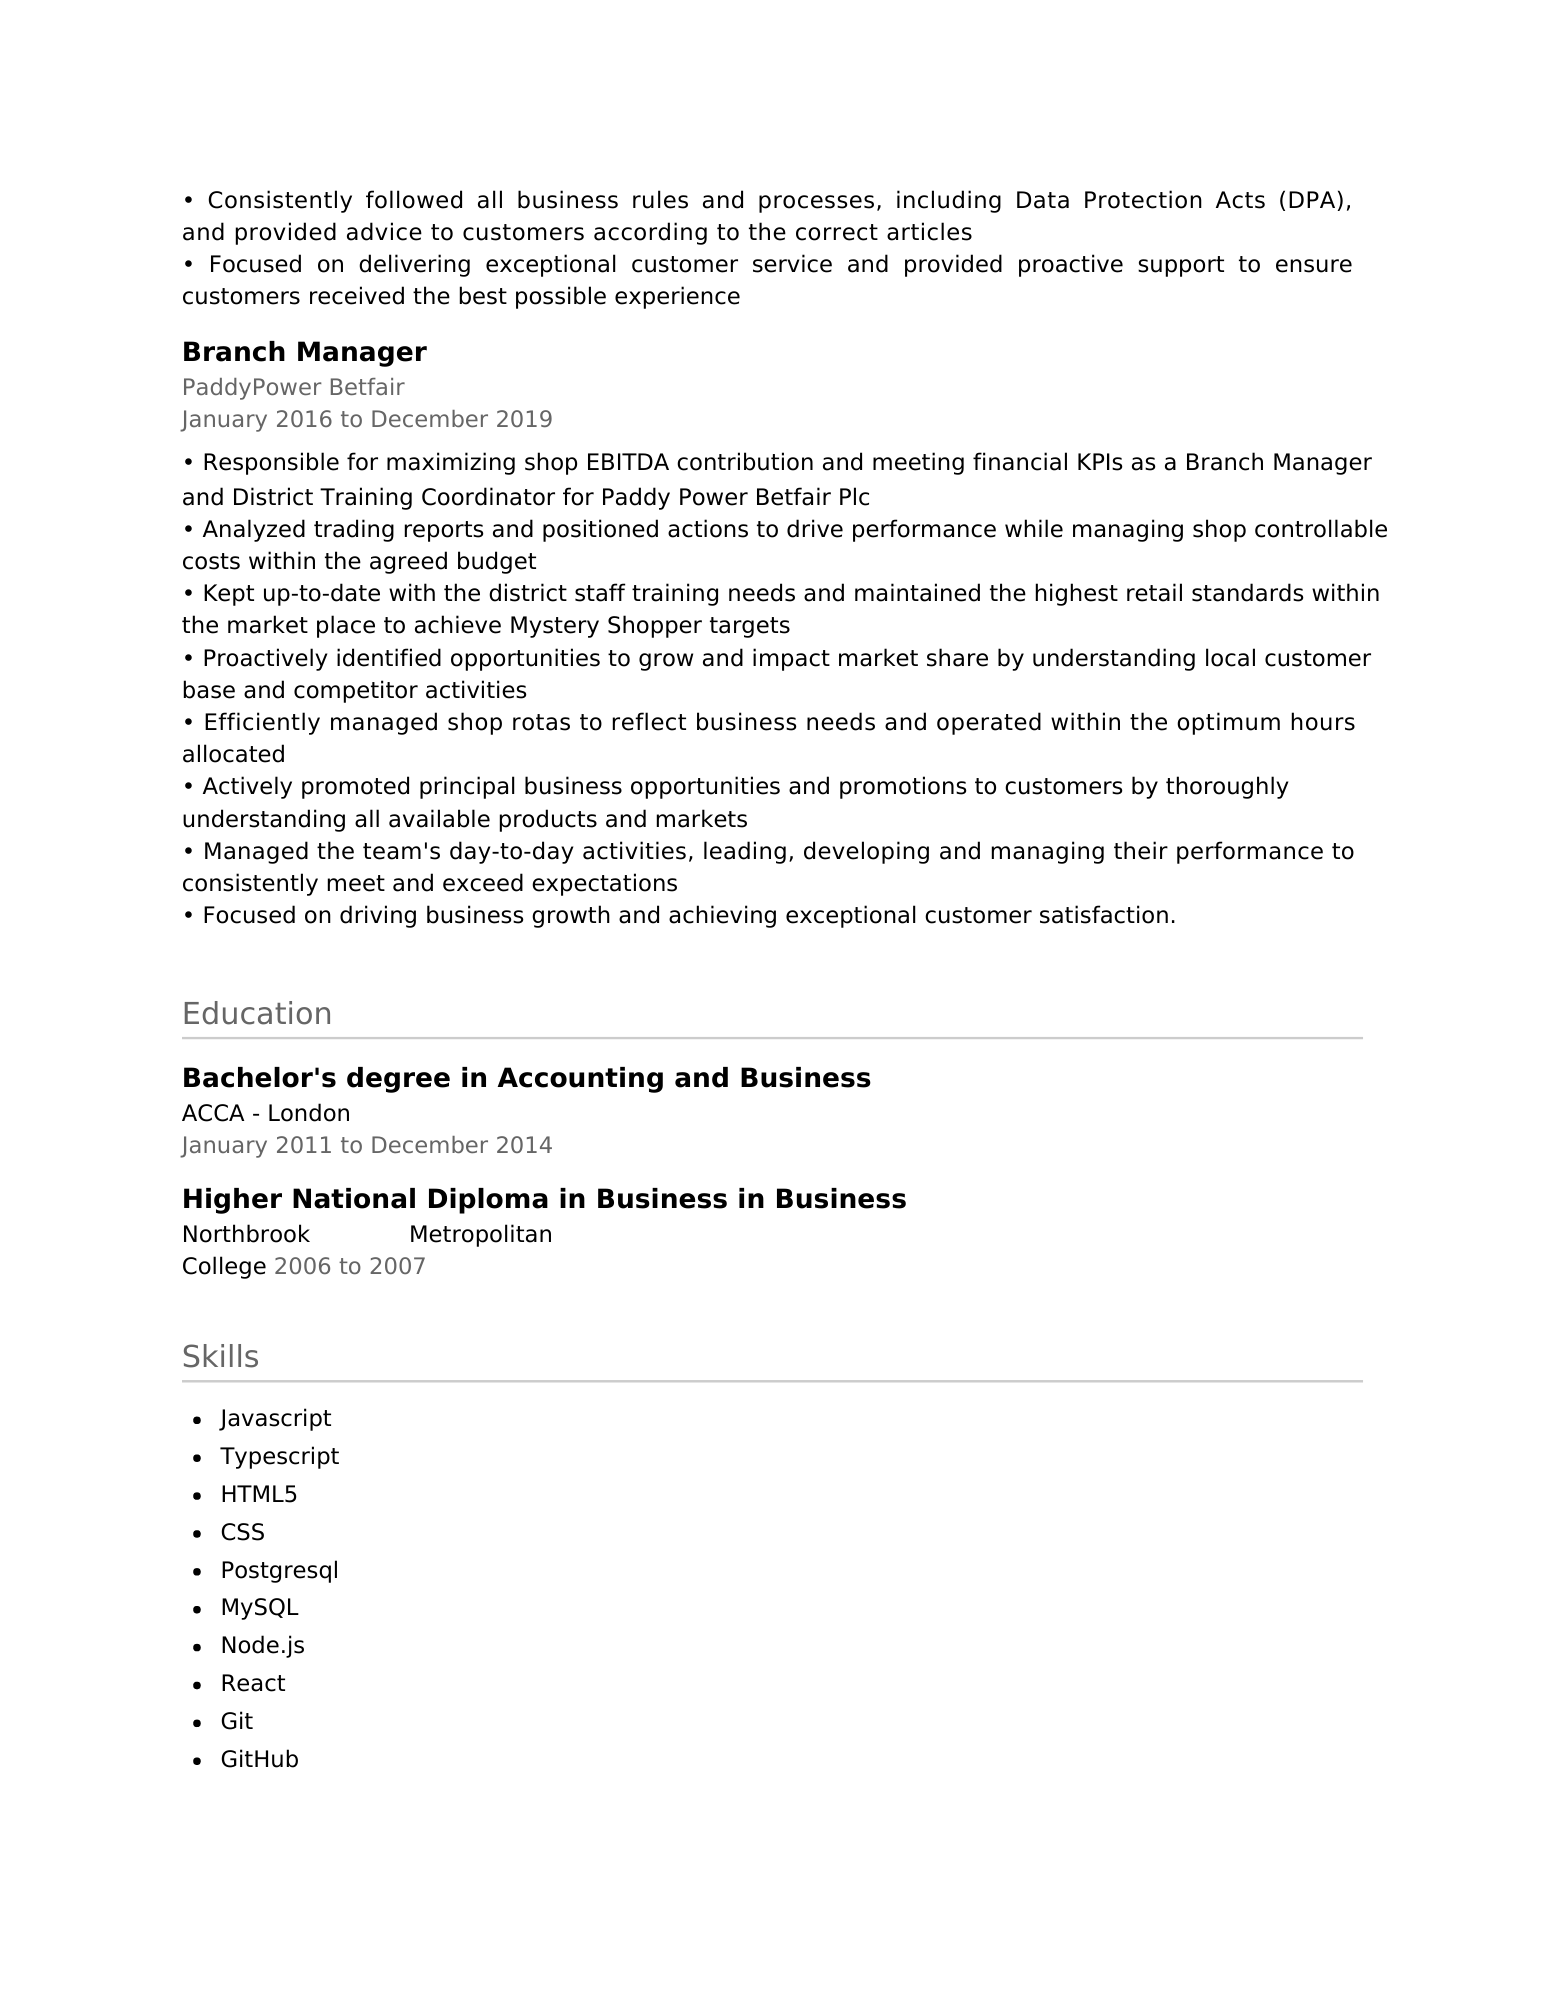 • Consistently followed all business rules and processes, including Data Protection Acts (DPA),
and provided advice to customers according to the correct articles
• Focused on delivering exceptional customer service and provided proactive support to ensure
customers received the best possible experience
Branch Manager
PaddyPower Betfair
January 2016 to December 2019
• Responsible for maximizing shop EBITDA contribution and meeting financial KPIs as a Branch Manager
and District Training Coordinator for Paddy Power Betfair Plc
• Analyzed trading reports and positioned actions to drive performance while managing shop controllable
costs within the agreed budget
• Kept up-to-date with the district staff training needs and maintained the highest retail standards within
the market place to achieve Mystery Shopper targets
• Proactively identified opportunities to grow and impact market share by understanding local customer
base and competitor activities
• Efficiently managed shop rotas to reflect business needs and operated within the optimum hours
allocated
• Actively promoted principal business opportunities and promotions to customers by thoroughly
understanding all available products and markets
• Managed the team's day-to-day activities, leading, developing and managing their performance to
consistently meet and exceed expectations
• Focused on driving business growth and achieving exceptional customer satisfaction.
Education
Bachelor's degree in Accounting and Business
ACCA - London
January 2011 to December 2014
Higher National Diploma in Business in Business
Northbrook Metropolitan
College 2006 to 2007
Skills
• Javascript
• Typescript
• HTML5
• CSS
• Postgresql
• MySQL
• Node.js
• React
• Git
• GitHub